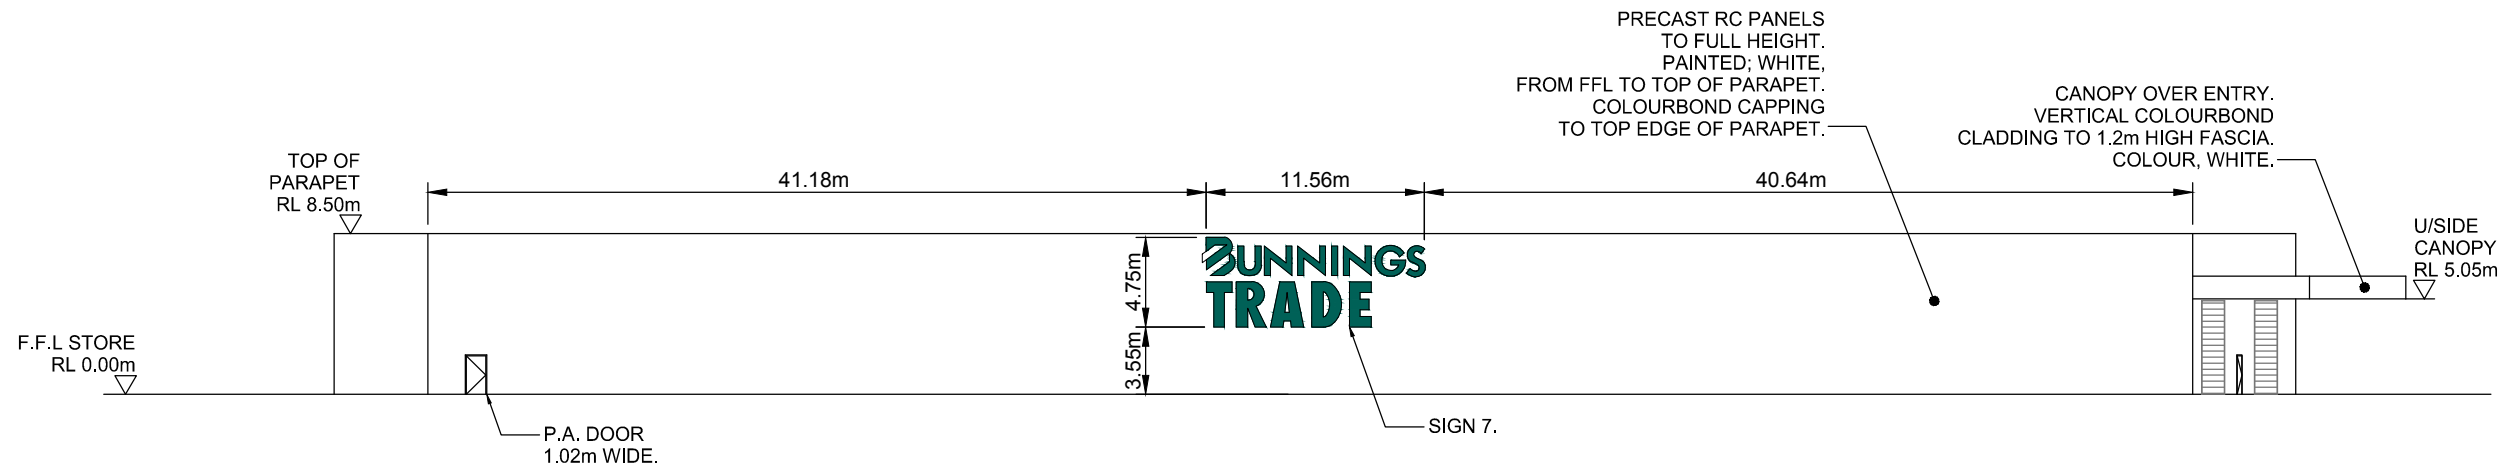 PRECAST RC PANELS
TO FULL HEIGHT.
PAINTED; WHITE,
FROM FFL TO TOP OF PARAPET.
COLOURBOND CAPPING
TO TOP EDGE OF PARAPET.
CANOPY OVER ENTRY.
VERTICAL COLOURBOND
CLADDING TO 1.2m HIGH FASCIA.
COLOUR, WHITE.
TOP OF
PARAPET
RL 8.50m
41.18m
11.56m
40.64m
U/SIDE
CANOPY
RL 5.05m
BUNNINGS
TRADE
4.75m
3.55m
F.F.L STORE
RL 0.00m
P.A. DOOR
1.02m WIDE.
SIGN 7.